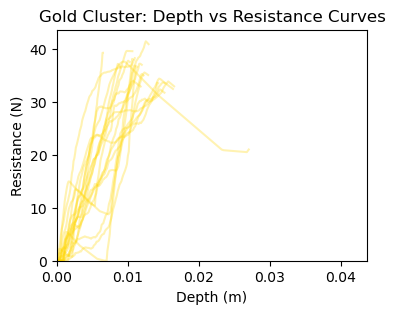 Gold Cluster: Depth vs Resistance Curves
Resistance (N)
40
30
20
10
0
0.00 0.01 0.02 0.03 0.04
Depth (m)